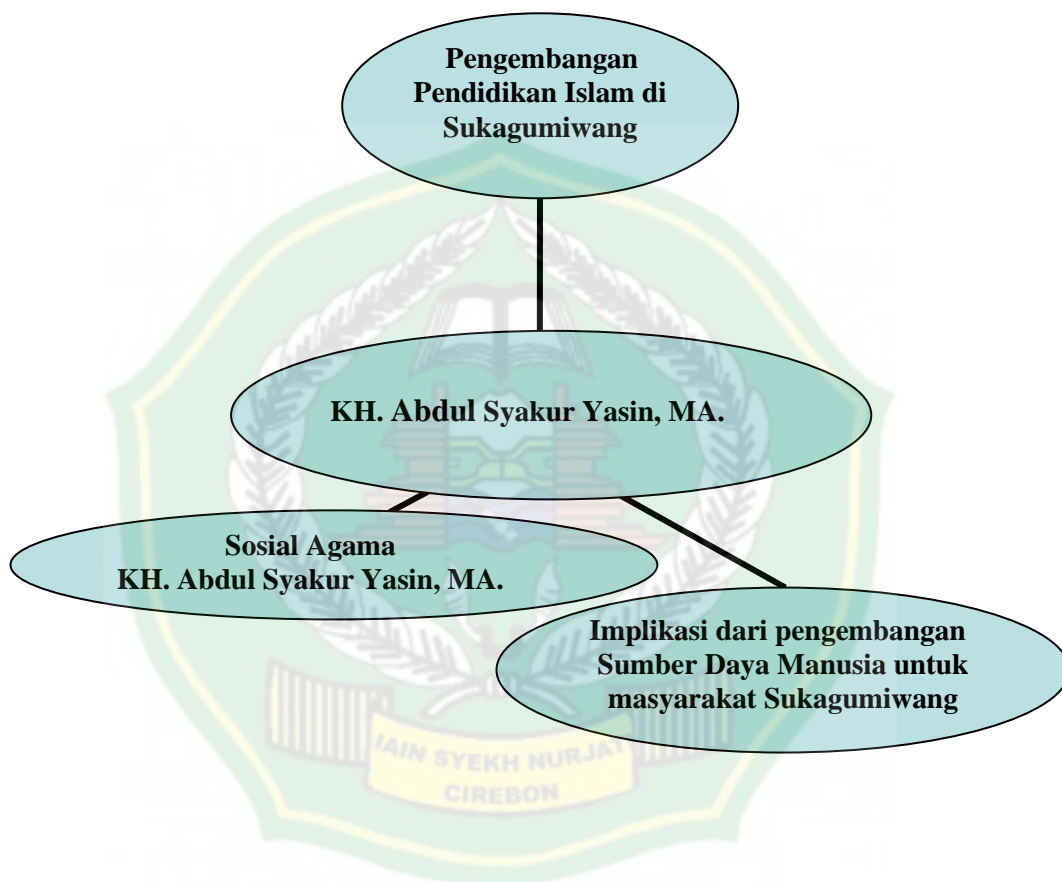 Pengembangan
Pendidikan Islam di
Sukagumiwang
KH. Abdul Syakur Yasin, MA.
Sosial Agama
KH. Abdul Syakur Yasin, MA.
Implikasi dari pengembangan
Sumber Daya Manusia untuk
masyarakat Sukagumiwang
IAIN SYEKH NURJAT
CIREBON